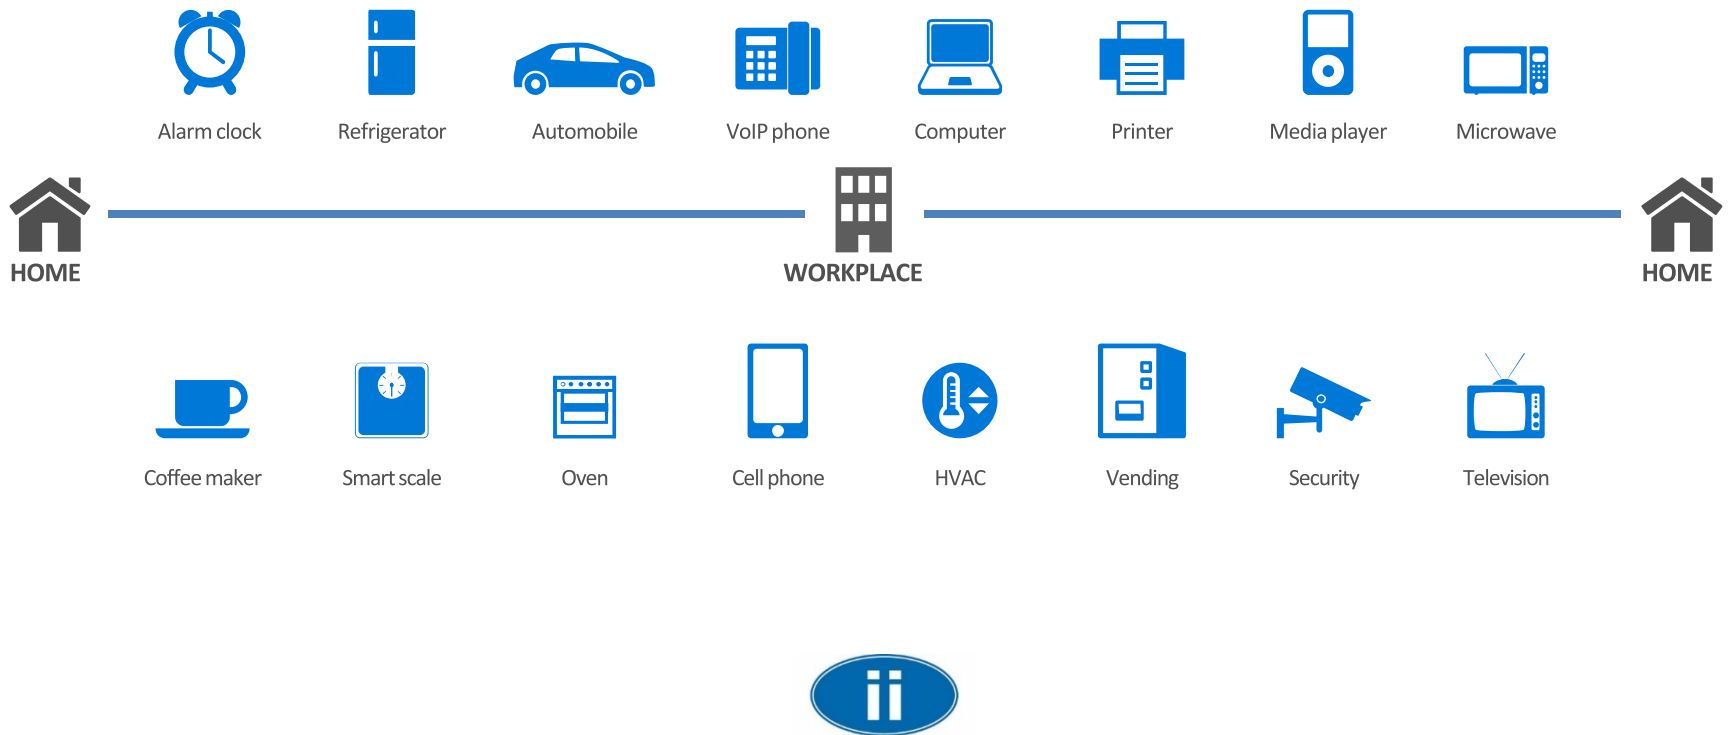 Alarm clock
Refrigerator
Automobile
VoIP phone
Computer
Printer
Media player
Microwave
HOME
WORKPLACE
HOME
Coffee maker
Smart scale
Oven
Cell phone
HVAC
Vending
Security
Television
ii